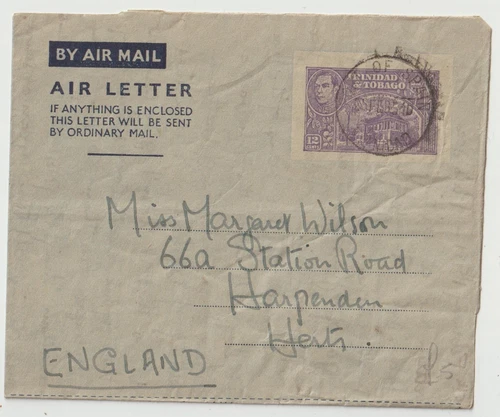 BY AIR MAIL
AIR LETTER
IF ANYTHING IS ENCLOSED
THIS LETTER WILL BE SENT
BY ORDINARY MAIL.
TRINIDAD
TOBAGO
12
Miss Margaret Wilson
66a Station Road
Harpenden
Herts.
ENGLAND